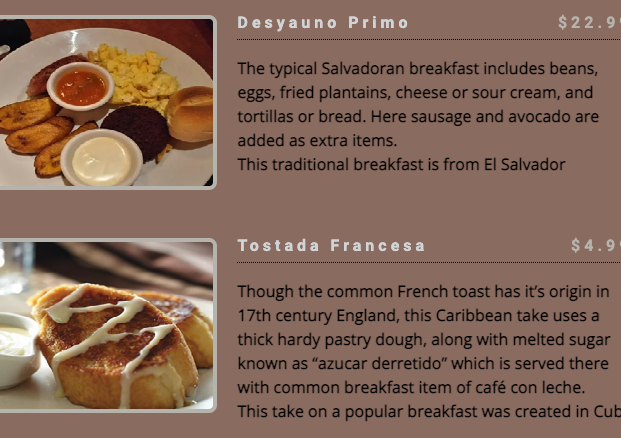 Desyauno Primo $22.9
The typical Salvadoran breakfast includes beans,
eggs, fried plantains, cheese or sour cream, and
tortillas or bread. Here sausage and avocado are
added as extra items.
This traditional breakfast is from El Salvador
Tostada Francesa $4.9
Though the common French toast has it’s origin in
17th century England, this Caribbean take uses a
thick hardy pastry dough, along with melted sugar
known as “azucar derretido” which is served there
with common breakfast item of café con leche.
This take on a popular breakfast was created in Cub